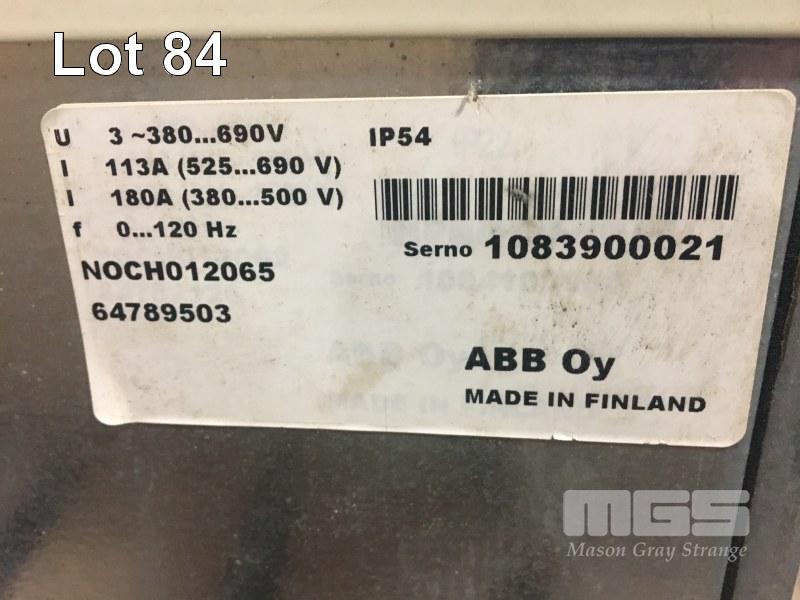 Lot 84
U 3 ~380...690V IP54
I 113A (525...690 V)
I 180A (380...500 V)
f 0...120 Hz
Serno 1083900021
NOCH012065
64789503
ABB Oy
MADE IN FINLAND
MGS
Mason Gray Strange